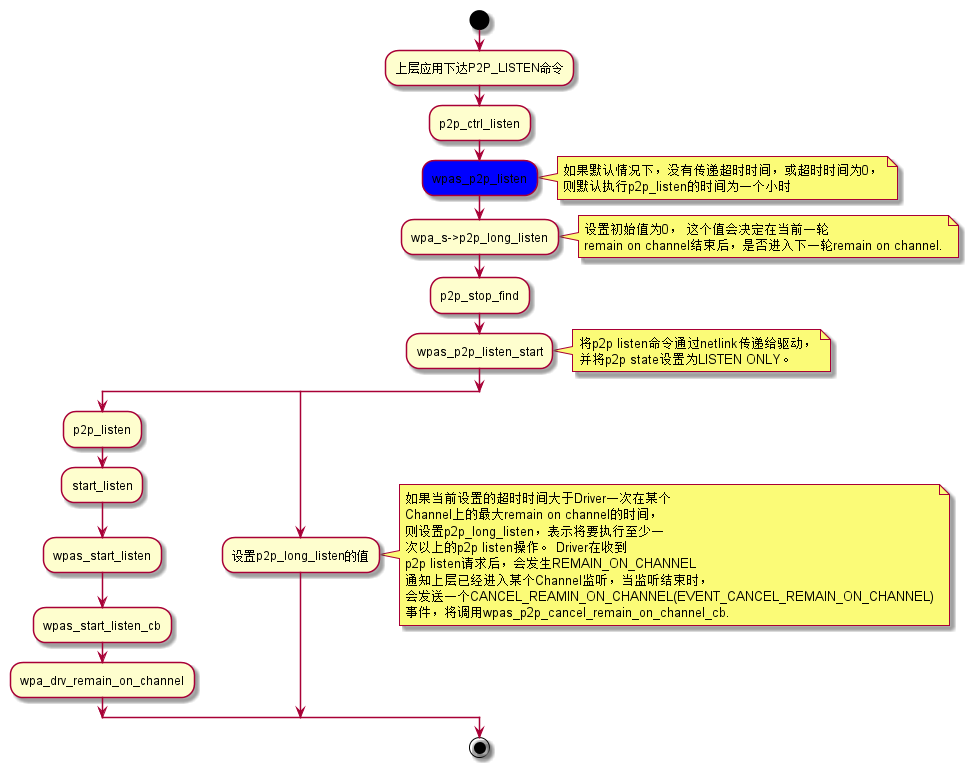 上层应用下达P2P_LISTEN命令
p2p_ctrl_listen
wpas_p2p_listen
如果默认情况下，没有传递超时时间，或超时时间为0，
则默认执行p2p_listen的时间为一个小时
wpa_s->p2p_long_listen
设置初始值为0， 这个值会决定在当前一轮
remain on channel结束后，是否进入下一轮remain on channel.
p2p_stop_find
wpas_p2p_listen_start
将p2p listen命令通过netlink传递给驱动，
并将p2p state设置为LISTEN ONLY。
p2p_listen
start_listen
wpas_start_listen
wpas_start_listen_cb
wpa_drv_remain_on_channel
设置p2p_long_listen的值
如果当前设置的超时时间大于Driver一次在某个
Channel上的最大remain on channel的时间，
则设置p2p_long_listen，表示将要执行至少一
次以上的p2p listen操作。 Driver在收到
p2p listen请求后，会发生REMAIN_ON_CHANNEL
通知上层已经进入某个Channel监听，当监听结束时，
会发送一个CANCEL_REAMIN_ON_CHANNEL(EVENT_CANCEL_REMAIN_ON_CHANNEL)
事件，将调用wpas_p2p_cancel_remain_on_channel_cb.